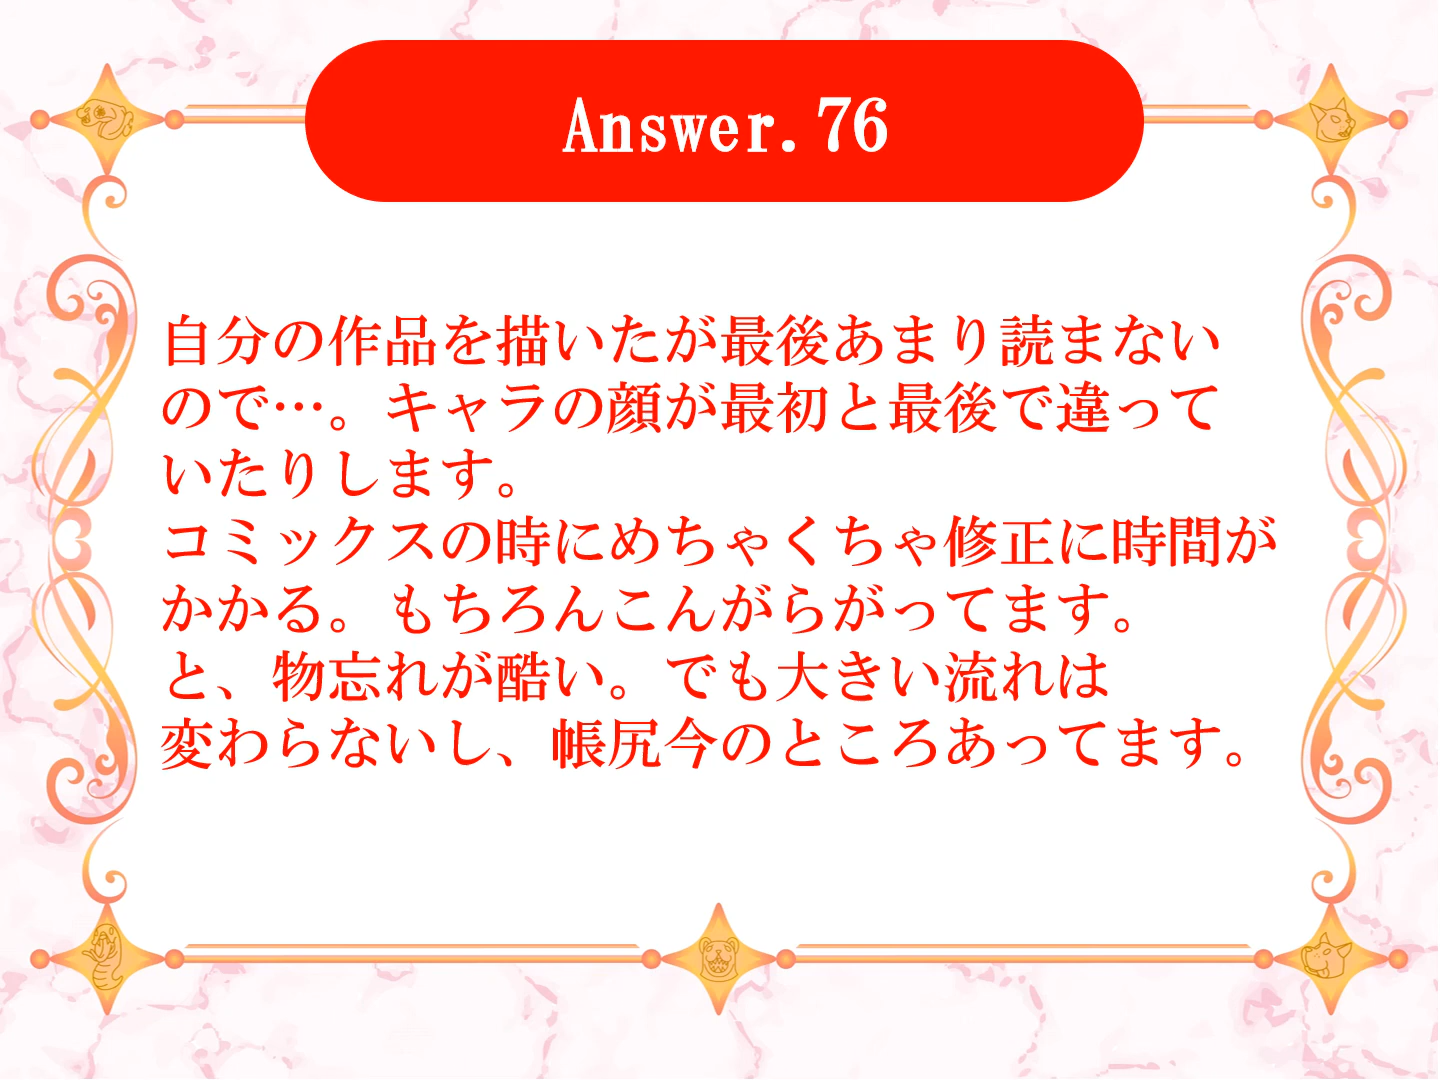 Answer.76
自分の作品を描いたが最後あまり読まない
ので…。キャラの顔が最初と最後で違って
いたりします。
コミックスの時にめちゃくちゃ修正に時間が
かかる。もちろんこんがらがってます。
と、物忘れが酷い。でも大きい流れは
変わらないし、帳尻今のところあってます。